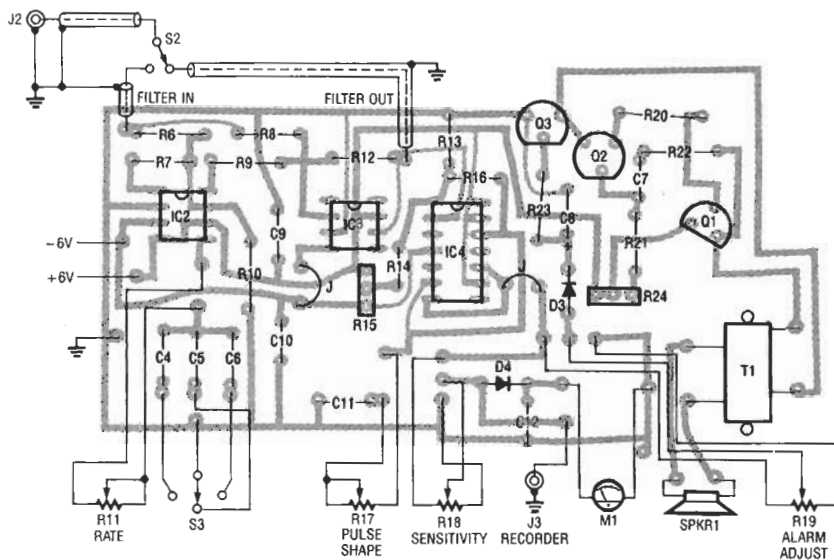 J2
S2
FILTER IN
FILTER OUT
R6
R8
R13
Q3
R20
R7
R9
R12
Q2
R22
R16
C7
IC2
IC3
IC4
R23
C8
Q1
-6V
C9
R21
+6V
R10
J
R14
J
R15
D3
R24
C10
C4
C5
C6
D4
T1
C11
C12
R11
RATE
S3
R17
PULSE
SHAPE
R18
SENSITIVITY
J3
RECORDER
M1
SPKR1
R19
ALARM
ADJUST